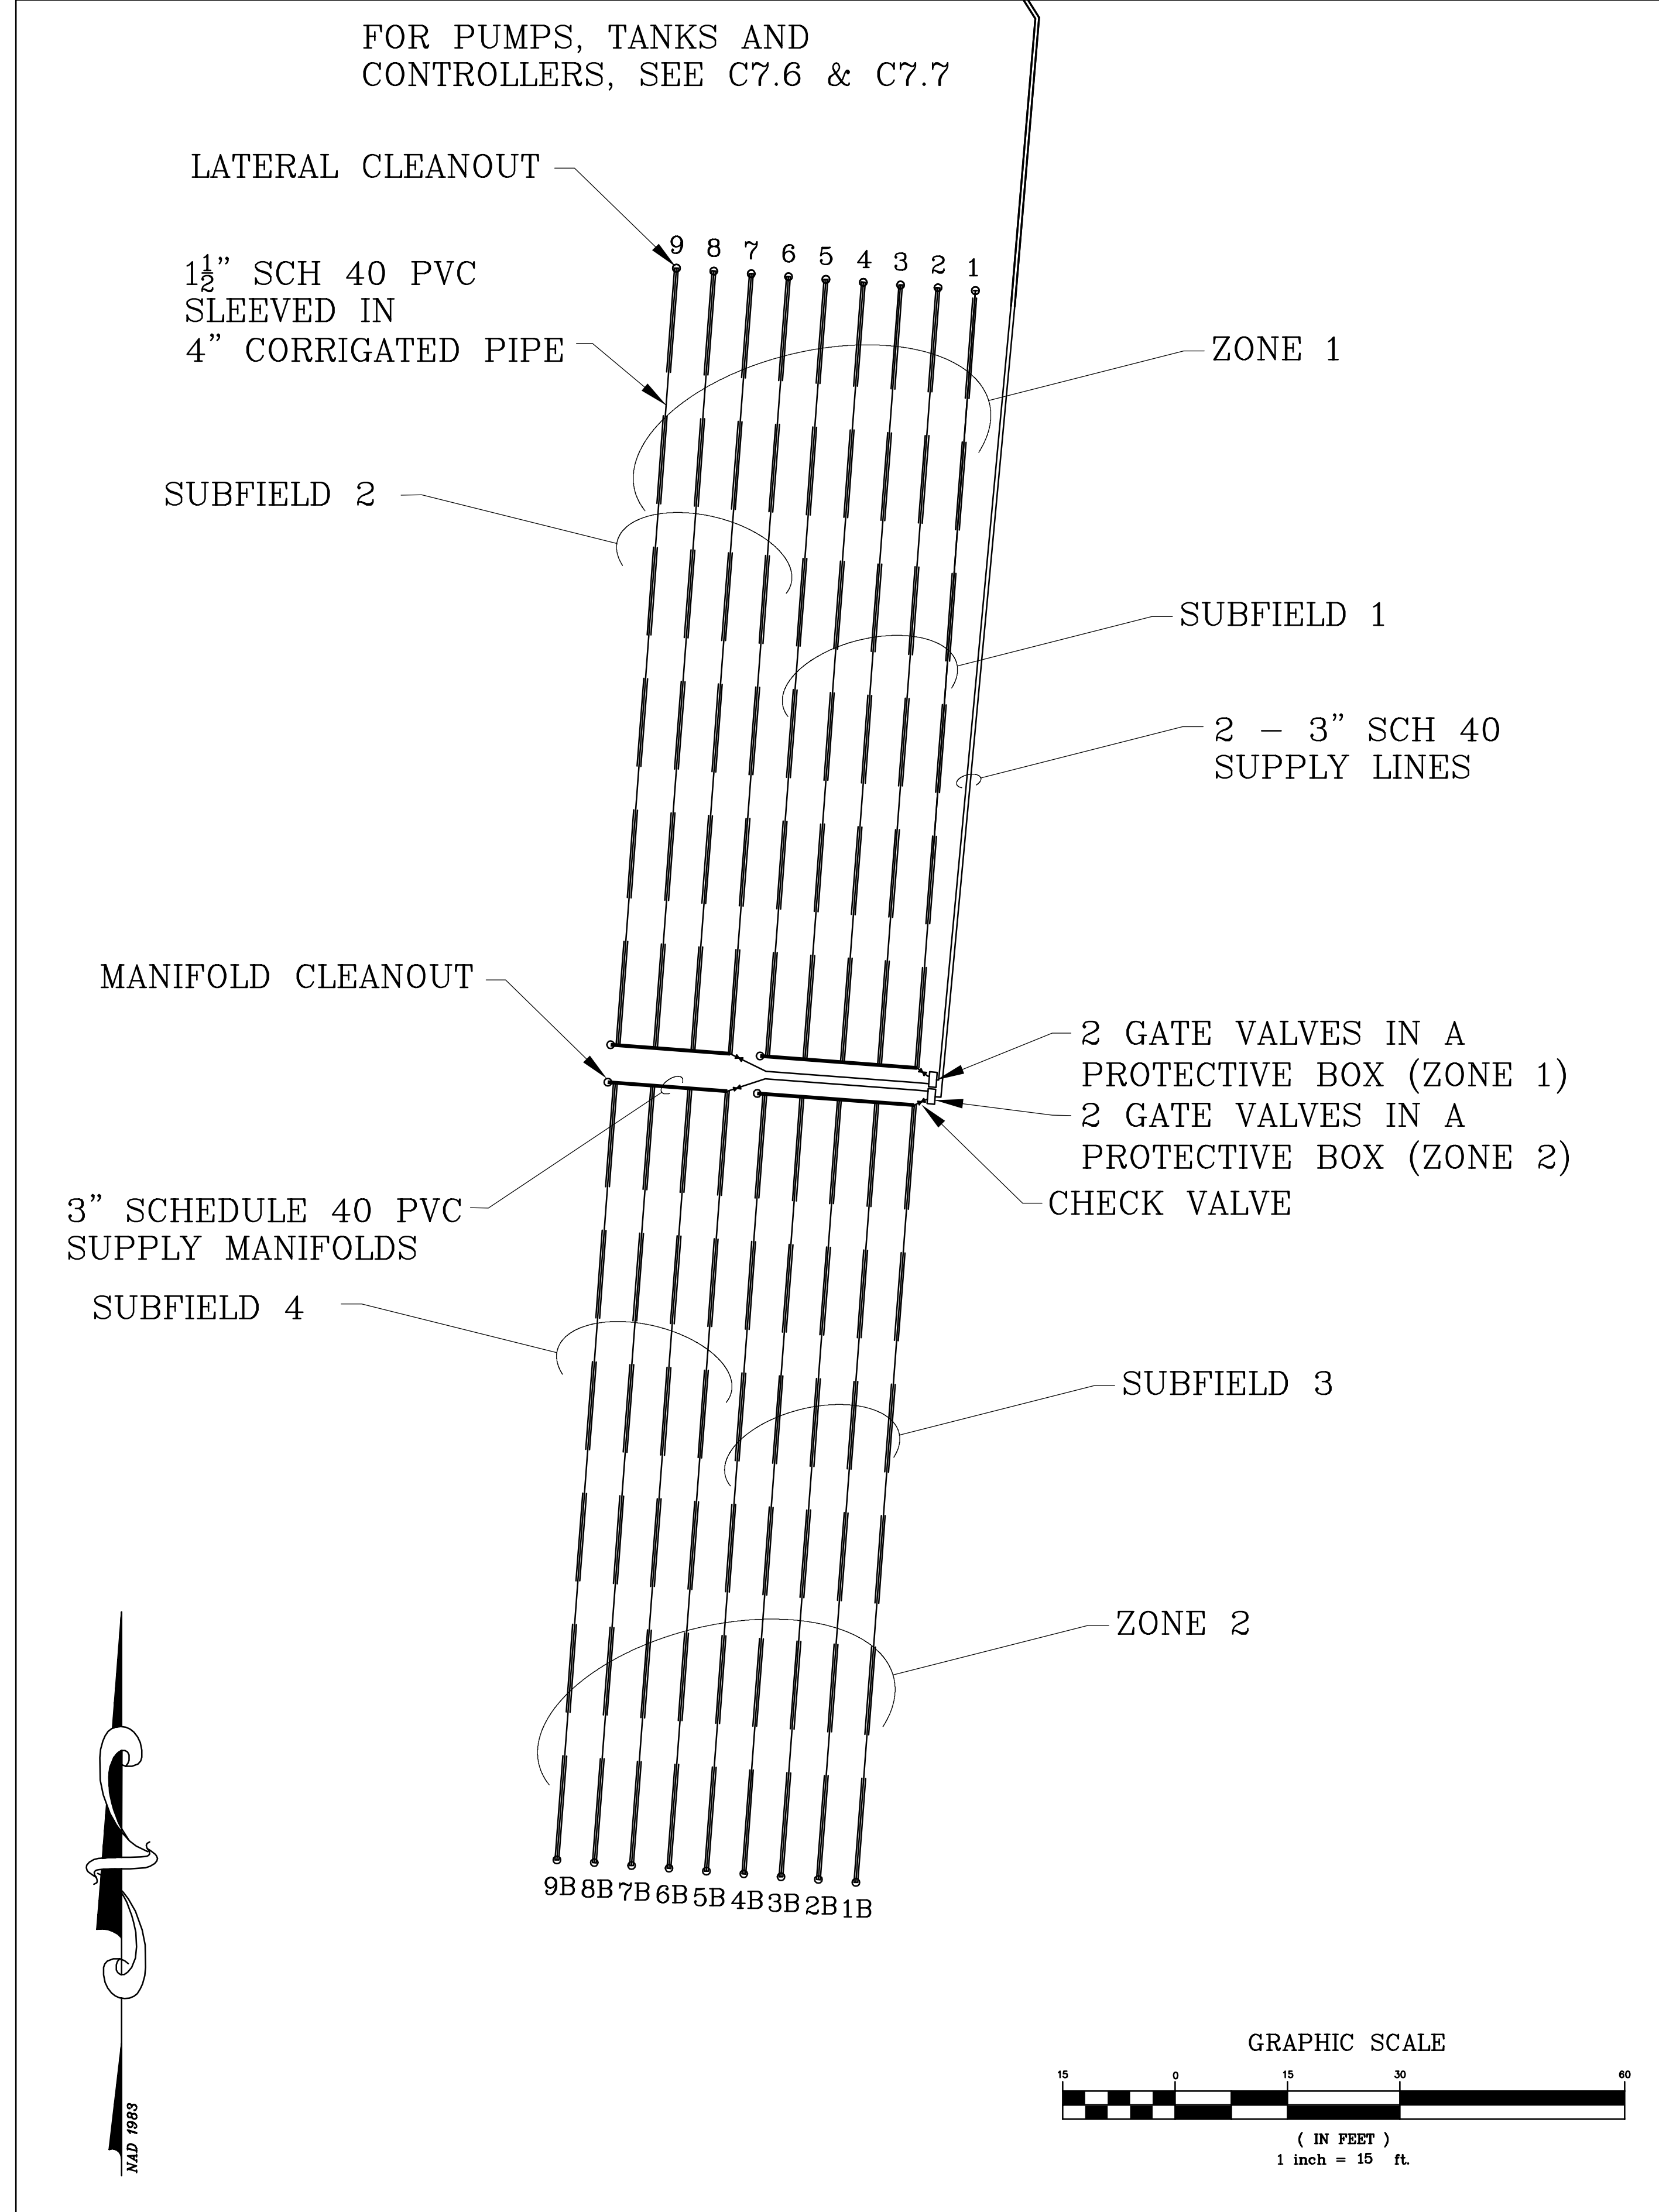 FOR PUMPS, TANKS AND
CONTROLLERS, SEE C7.6 & C7.7
LATERAL CLEANOUT
9 8 7 6 5 4 3 2 1
1½” SCH 40 PVC
SLEEVED IN
4” CORRIGATED PIPE
ZONE 1
SUBFIELD 2
SUBFIELD 1
2 – 3” SCH 40
SUPPLY LINES
MANIFOLD CLEANOUT
2 GATE VALVES IN A
PROTECTIVE BOX (ZONE 1)
2 GATE VALVES IN A
PROTECTIVE BOX (ZONE 2)
CHECK VALVE
3” SCHEDULE 40 PVC
SUPPLY MANIFOLDS
SUBFIELD 4
SUBFIELD 3
ZONE 2
9B 8B 7B 6B 5B 4B 3B 2B 1B
NAD 1983
GRAPHIC SCALE
15 0 15 30 60
( IN FEET )
1 inch = 15 ft.